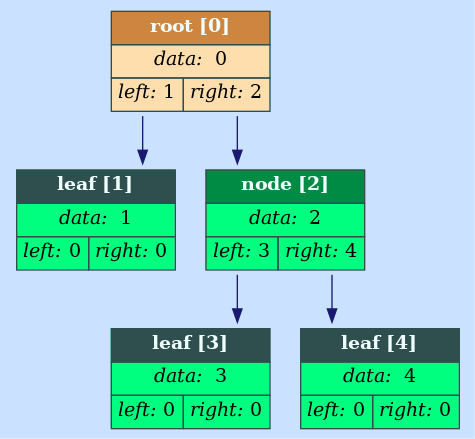 root [0]
data: 0
left: 1 right: 2
leaf [1] node [2]
data: 1 data: 2
left: 0 right: 0 left: 3 right: 4
leaf [3] leaf [4]
data: 3 data: 4
left: 0 right: 0 left: 0 right: 0